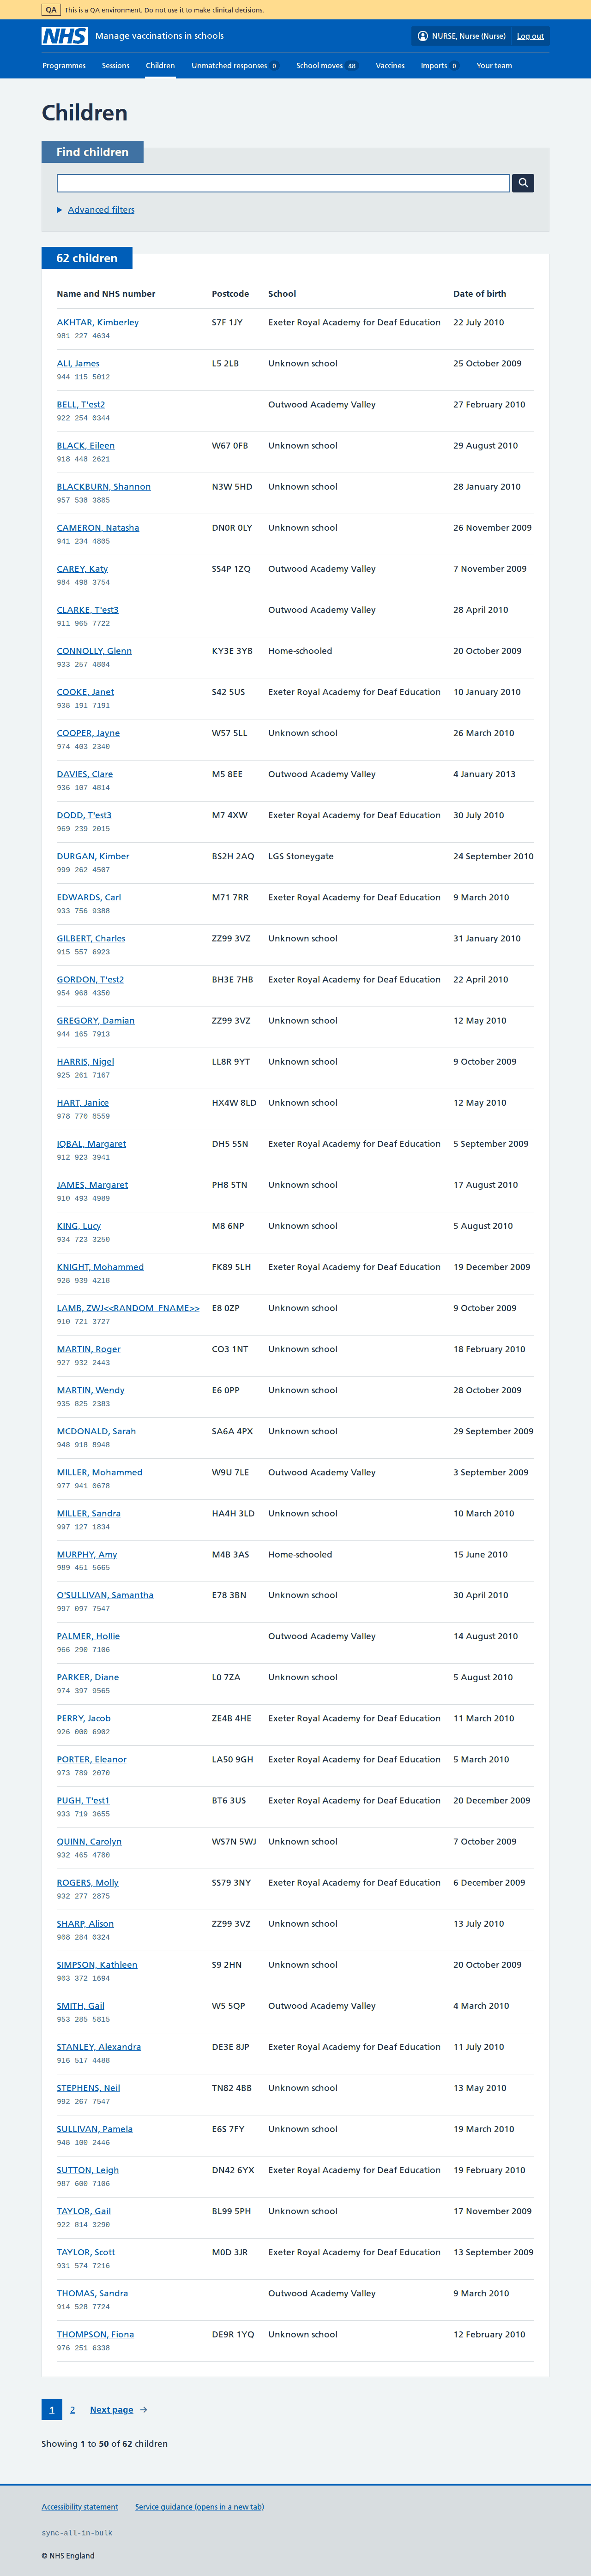 QA This is a QA environment. Do not use it to make clinical decisions.
NHS Manage vaccinations in schools NURSE, Nurse (Nurse) Log out
Programmes Sessions Children Unmatched responses 0 School moves 48 Vaccines Imports 0 Your team
Children
Find children
Advanced filters
62 children
Name and NHS number Postcode School Date of birth
AKHTAR, Kimberley S7F 1JY Exeter Royal Academy for Deaf Education 22 July 2010
981 227 4634
ALI, James L5 2LB Unknown school 25 October 2009
944 115 5012
BELL, T'est2 Outwood Academy Valley 27 February 2010
922 254 0344
BLACK, Eileen W67 0FB Unknown school 29 August 2010
918 448 2621
BLACKBURN, Shannon N3W 5HD Unknown school 28 January 2010
957 538 3885
CAMERON, Natasha DN0R 0LY Unknown school 26 November 2009
941 234 4805
CAREY, Katy SS4P 1ZQ Outwood Academy Valley 7 November 2009
984 498 3754
CLARKE, T'est3 Outwood Academy Valley 28 April 2010
911 965 7722
CONNOLLY, Glenn KY3E 3YB Home-schooled 20 October 2009
933 257 4804
COOKE, Janet S42 5US Exeter Royal Academy for Deaf Education 10 January 2010
938 191 7191
COOPER, Jayne W57 5LL Unknown school 26 March 2010
974 403 2340
DAVIES, Clare M5 8EE Outwood Academy Valley 4 January 2013
936 107 4814
DODD, T'est3 M7 4XW Exeter Royal Academy for Deaf Education 30 July 2010
969 239 2015
DURGAN, Kimber BS2H 2AQ LGS Stoneygate 24 September 2010
999 262 4507
EDWARDS, Carl M71 7RR Exeter Royal Academy for Deaf Education 9 March 2010
933 756 9388
GILBERT, Charles ZZ99 3VZ Unknown school 31 January 2010
915 557 6923
GORDON, T'est2 BH3E 7HB Exeter Royal Academy for Deaf Education 22 April 2010
954 968 4350
GREGORY, Damian ZZ99 3VZ Unknown school 12 May 2010
944 165 7913
HARRIS, Nigel LL8R 9YT Unknown school 9 October 2009
925 261 7167
HART, Janice HX4W 8LD Unknown school 12 May 2010
978 770 8559
IQBAL, Margaret DH5 5SN Exeter Royal Academy for Deaf Education 5 September 2009
912 923 3941
JAMES, Margaret PH8 5TN Unknown school 17 August 2010
910 493 4989
KING, Lucy M8 6NP Unknown school 5 August 2010
934 723 3250
KNIGHT, Mohammed FK89 5LH Exeter Royal Academy for Deaf Education 19 December 2009
928 939 4218
LAMB, ZWJ<<RANDOM_FNAME>> E8 0ZP Unknown school 9 October 2009
910 721 3727
MARTIN, Roger CO3 1NT Unknown school 18 February 2010
927 932 2443
MARTIN, Wendy E6 0PP Unknown school 28 October 2009
935 825 2383
MCDONALD, Sarah SA6A 4PX Unknown school 29 September 2009
948 918 8948
MILLER, Mohammed W9U 7LE Outwood Academy Valley 3 September 2009
977 941 0678
MILLER, Sandra HA4H 3LD Unknown school 10 March 2010
997 127 1834
MURPHY, Amy M4B 3AS Home-schooled 15 June 2010
989 451 5665
O'SULLIVAN, Samantha E78 3BN Unknown school 30 April 2010
997 097 7547
PALMER, Hollie Outwood Academy Valley 14 August 2010
966 290 7106
PARKER, Diane L0 7ZA Unknown school 5 August 2010
974 397 9565
PERRY, Jacob ZE4B 4HE Exeter Royal Academy for Deaf Education 11 March 2010
926 000 6902
PORTER, Eleanor LA50 9GH Exeter Royal Academy for Deaf Education 5 March 2010
973 789 2070
PUGH, T'est1 BT6 3US Exeter Royal Academy for Deaf Education 20 December 2009
933 719 3655
QUINN, Carolyn WS7N 5WJ Unknown school 7 October 2009
932 465 4780
ROGERS, Molly SS79 3NY Exeter Royal Academy for Deaf Education 6 December 2009
932 277 2875
SHARP, Alison ZZ99 3VZ Unknown school 13 July 2010
908 284 0324
SIMPSON, Kathleen S9 2HN Unknown school 20 October 2009
903 372 1694
SMITH, Gail W5 5QP Outwood Academy Valley 4 March 2010
953 285 5815
STANLEY, Alexandra DE3E 8JP Exeter Royal Academy for Deaf Education 11 July 2010
916 517 4488
STEPHENS, Neil TN82 4BB Unknown school 13 May 2010
992 267 7547
SULLIVAN, Pamela E6S 7FY Unknown school 19 March 2010
948 100 2446
SUTTON, Leigh DN42 6YX Exeter Royal Academy for Deaf Education 19 February 2010
987 600 7106
TAYLOR, Gail BL99 5PH Unknown school 17 November 2009
922 814 3290
TAYLOR, Scott M0D 3JR Exeter Royal Academy for Deaf Education 13 September 2009
931 574 7216
THOMAS, Sandra Outwood Academy Valley 9 March 2010
914 528 7724
THOMPSON, Fiona DE9R 1YQ Unknown school 12 February 2010
976 251 6338
1 2 Next page
Showing 1 to 50 of 62 children
Accessibility statement Service guidance (opens in a new tab)
sync-all-in-bulk
© NHS England